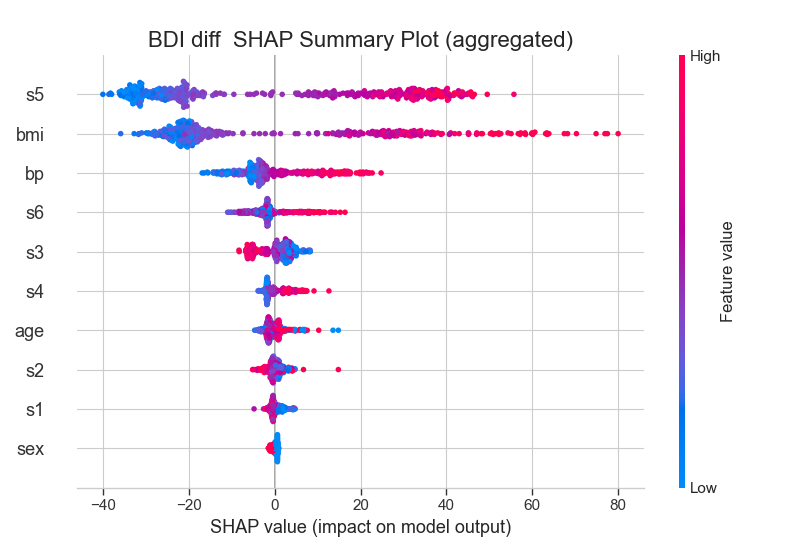 BDI diff  SHAP Summary Plot (aggregated)
High
s5
bmi
bp
s6
s3
s4
age
s2
s1
sex
Feature value
Low
−40
−20
0
20
40
60
80
SHAP value (impact on model output)